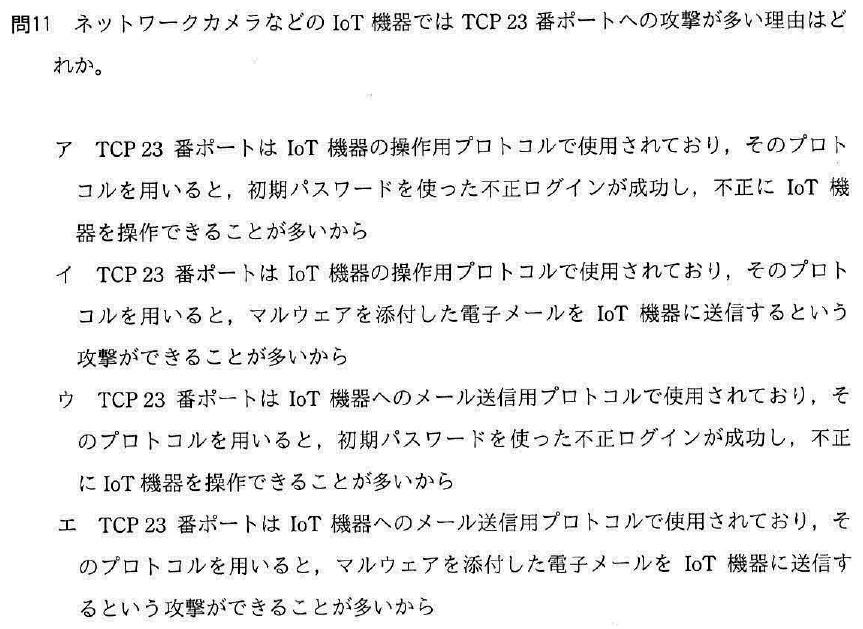 問11 ネットワークカメラなどの IoT 機器では TCP 23 番ポートへの攻撃が多い理由はど
れか。
ア TCP 23 番ポートは IoT 機器の操作用プロトコルで使用されており，そのプロト
コルを用いると，初期パスワードを使った不正ログインが成功し，不正に IoT 機
器を操作できることが多いから
イ TCP 23 番ポートは IoT 機器の操作用プロトコルで使用されており，そのプロト
コルを用いると，マルウェアを添付した電子メールを IoT 機器に送信するという
攻撃ができることが多いから
ウ TCP 23 番ポートは IoT 機器へのメール送信用プロトコルで使用されており，そ
のプロトコルを用いると，初期パスワードを使った不正ログインが成功し，不正
に IoT 機器を操作できることが多いから
エ TCP 23 番ポートは IoT 機器へのメール送信用プロトコルで使用されており，そ
のプロトコルを用いると，マルウェアを添付した電子メールを IoT 機器に送信す
るという攻撃ができることが多いから